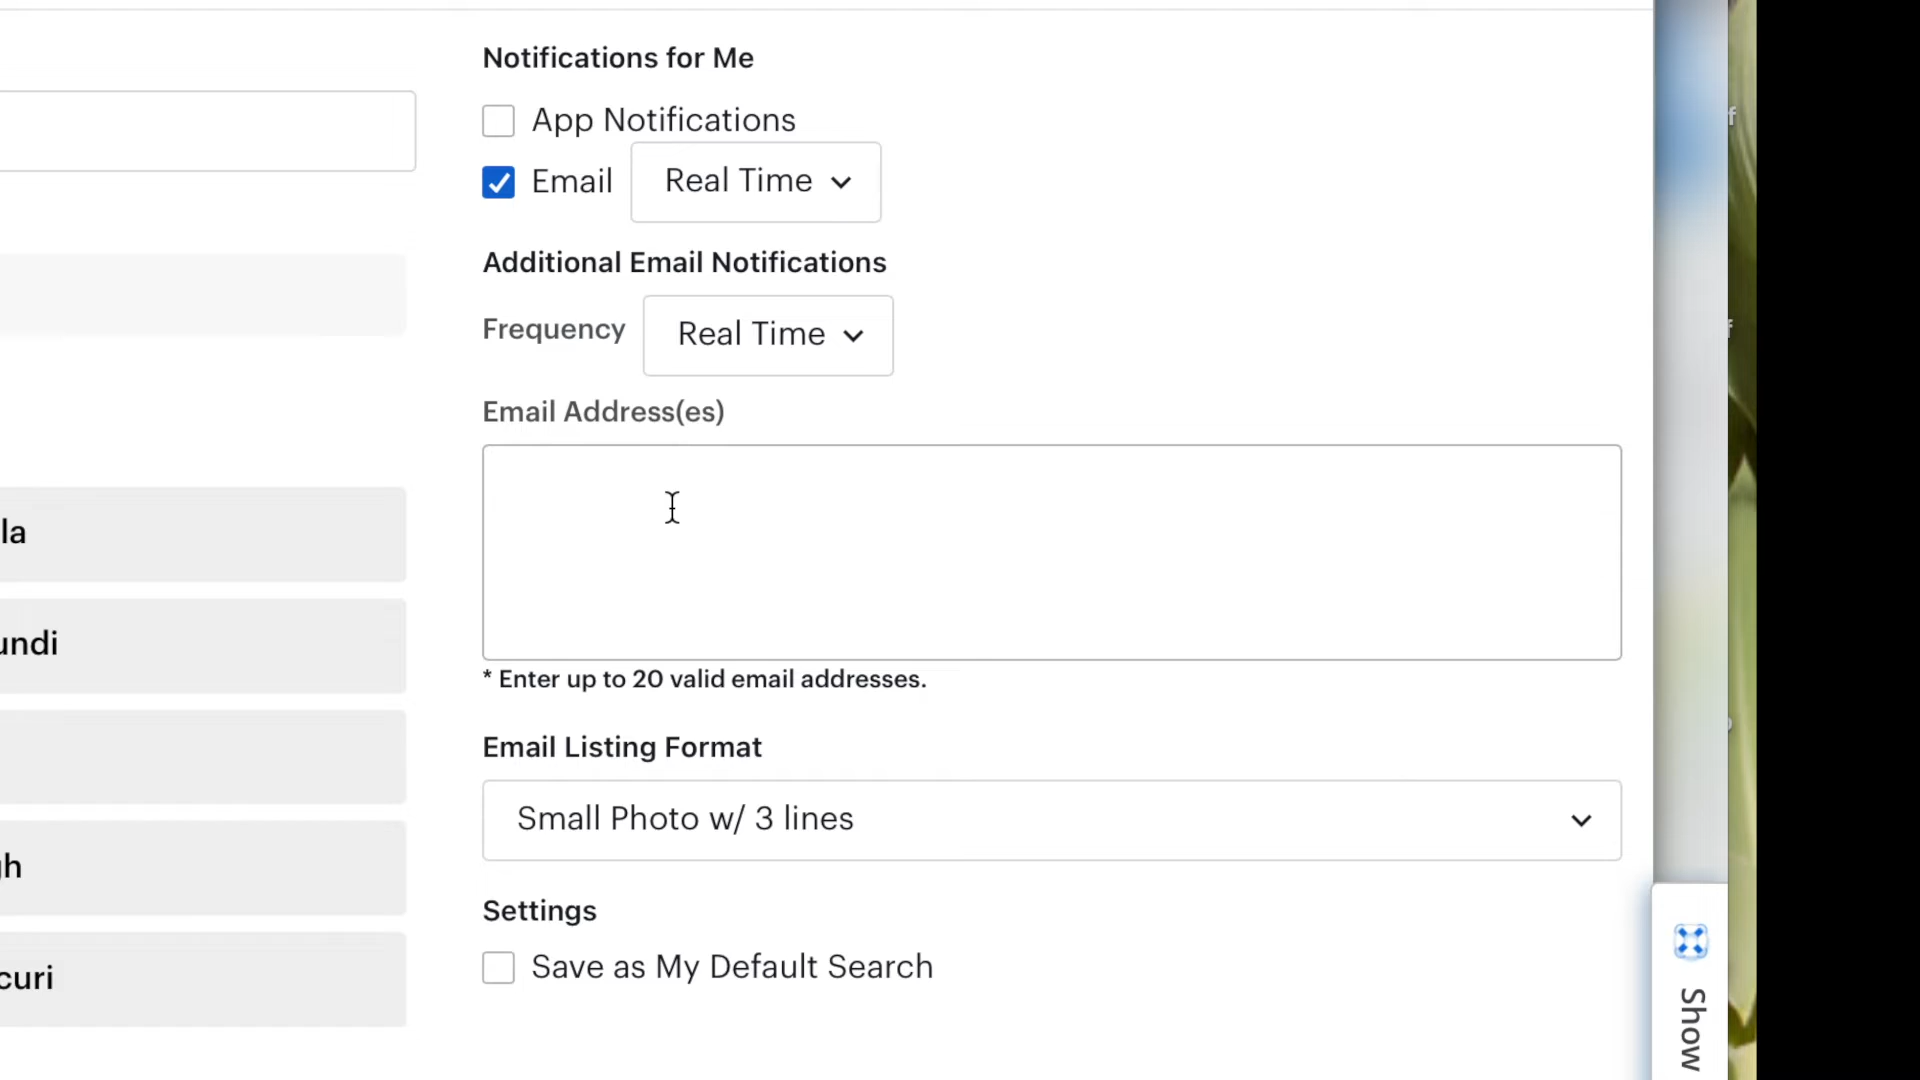 Notifications for Me
App Notifications
Email Real Time
Additional Email Notifications
Frequency Real Time
Email Address(es)
* Enter up to 20 valid email addresses.
Email Listing Format
Small Photo w/ 3 lines
Settings
Save as My Default Search
la
undi
gh
curi
Show